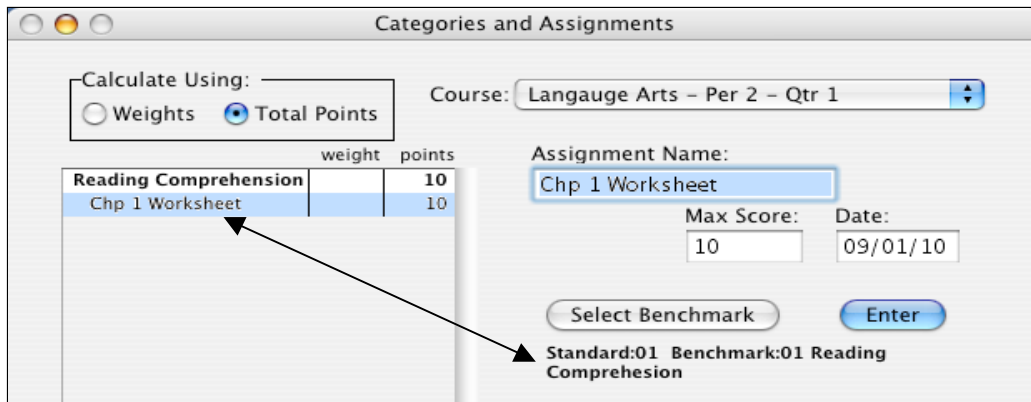 Categories and Assignments
Calculate Using:
Weights Total Points
Course: Langauge Arts - Per 2 - Qtr 1
weight points
Reading Comprehension 10
Chp 1 Worksheet 10
Assignment Name:
Chp 1 Worksheet
Max Score: Date:
10 09/01/10
Select Benchmark Enter
Standard:01 Benchmark:01 Reading
Comprehesion